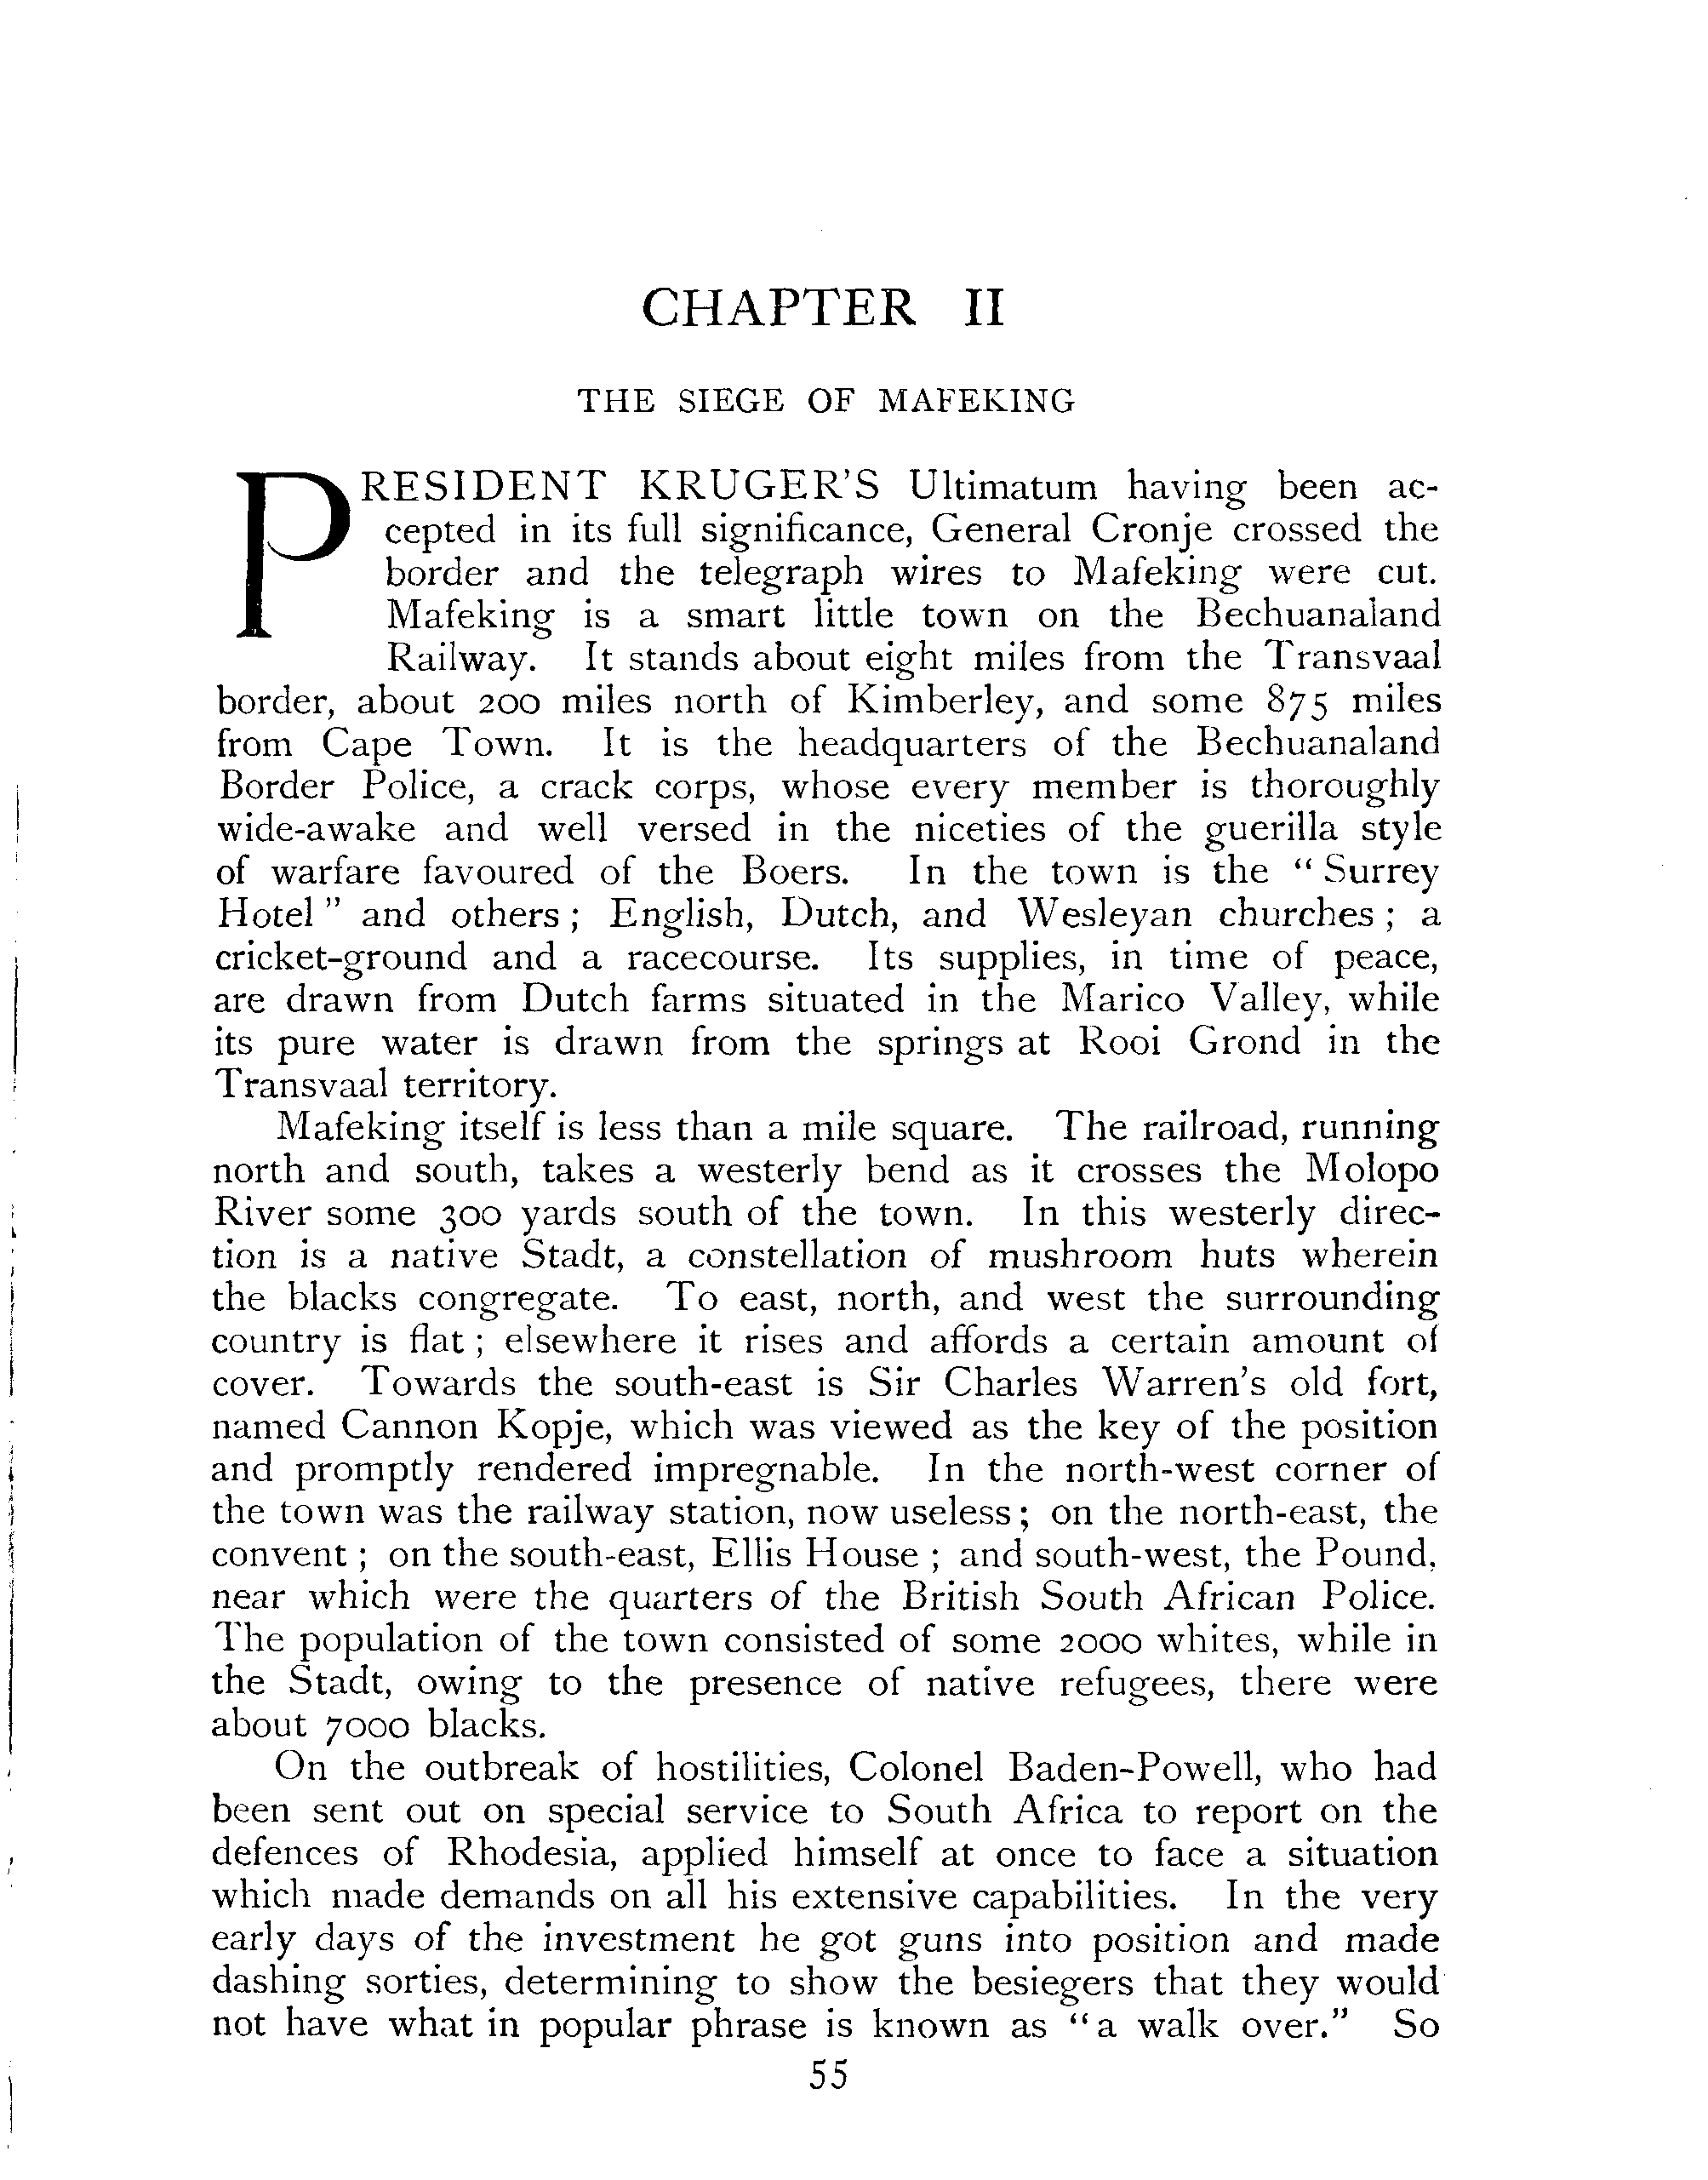 CHAPTER II
THE SIEGE OF MAFEKING
PRESIDENT KRUGER'S Ultimatum having been ac-
cepted in its full significance, General Cronje crossed the
border and the telegraph wires to Mafeking were cut.
Mafeking is a smart little town on the Bechuanaland
Railway. It stands about eight miles from the Transvaal
border, about 200 miles north of Kimberley, and some 875 miles
from Cape Town. It is the headquarters of the Bechuanaland
Border Police, a crack corps, whose every member is thoroughly
wide-awake and well versed in the niceties of the guerilla style
of warfare favoured of the Boers. In the town is the “ Surrey
Hotel ” and others ; English, Dutch, and Wesleyan churches ; a
cricket-ground and a racecourse. Its supplies, in time of peace,
are drawn from Dutch farms situated in the Marico Valley, while
its pure water is drawn from the springs at Rooi Grond in the
Transvaal territory.
Mafeking itself is less than a mile square. The railroad, running
north and south, takes a westerly bend as it crosses the Molopo
River some 300 yards south of the town. In this westerly direc-
tion is a native Stadt, a constellation of mushroom huts wherein
the blacks congregate. To east, north, and west the surrounding
country is flat ; elsewhere it rises and affords a certain amount of
cover. Towards the south-east is Sir Charles Warren's old fort,
named Cannon Kopje, which was viewed as the key of the position
and promptly rendered impregnable. In the north-west corner of
the town was the railway station, now useless ; on the north-east, the
convent ; on the south-east, Ellis House ; and south-west, the Pound,
near which were the quarters of the British South African Police.
The population of the town consisted of some 2000 whites, while in
the Stadt, owing to the presence of native refugees, there were
about 7000 blacks.
On the outbreak of hostilities, Colonel Baden-Powell, who had
been sent out on special service to South Africa to report on the
defences of Rhodesia, applied himself at once to face a situation
which made demands on all his extensive capabilities. In the very
early days of the investment he got guns into position and made
dashing sorties, determining to show the besiegers that they would
not have what in popular phrase is known as “ a walk over.” So
55